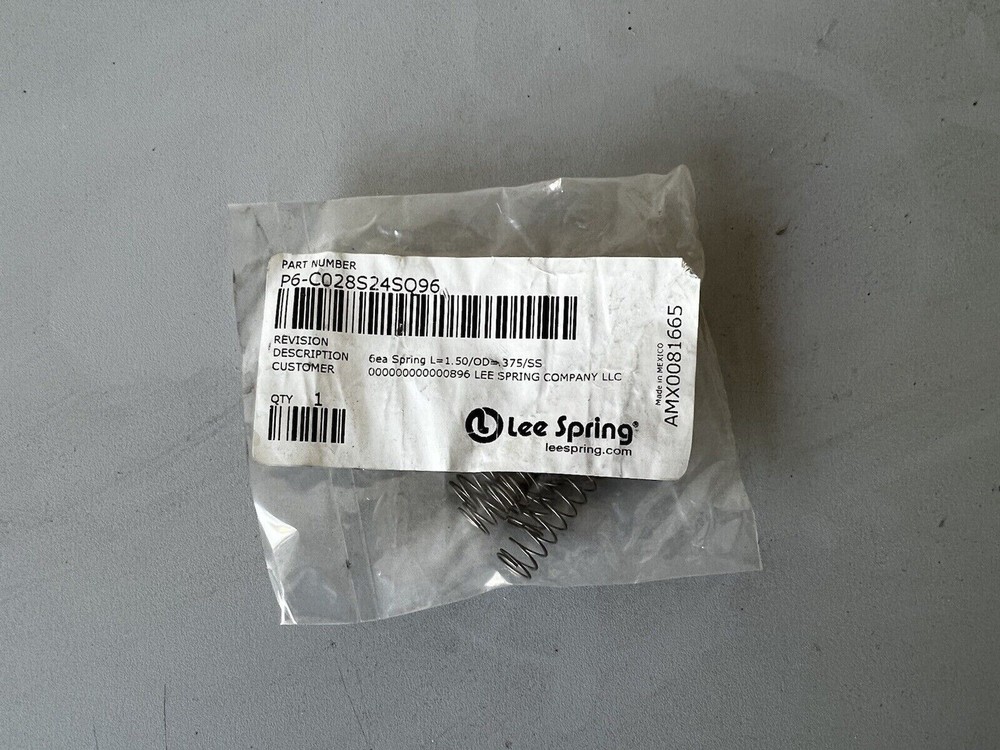 PART NUMBER
P6-C028S24SO96
REVISION
DESCRIPTION 6ea Spring L=1.50/OD=.375/SS
CUSTOMER 000000000000896 LEE SPRING COMPANY LLC
QTY 1
Lee Spring®
leespring.com
Made in MEXICO
AMX0081665